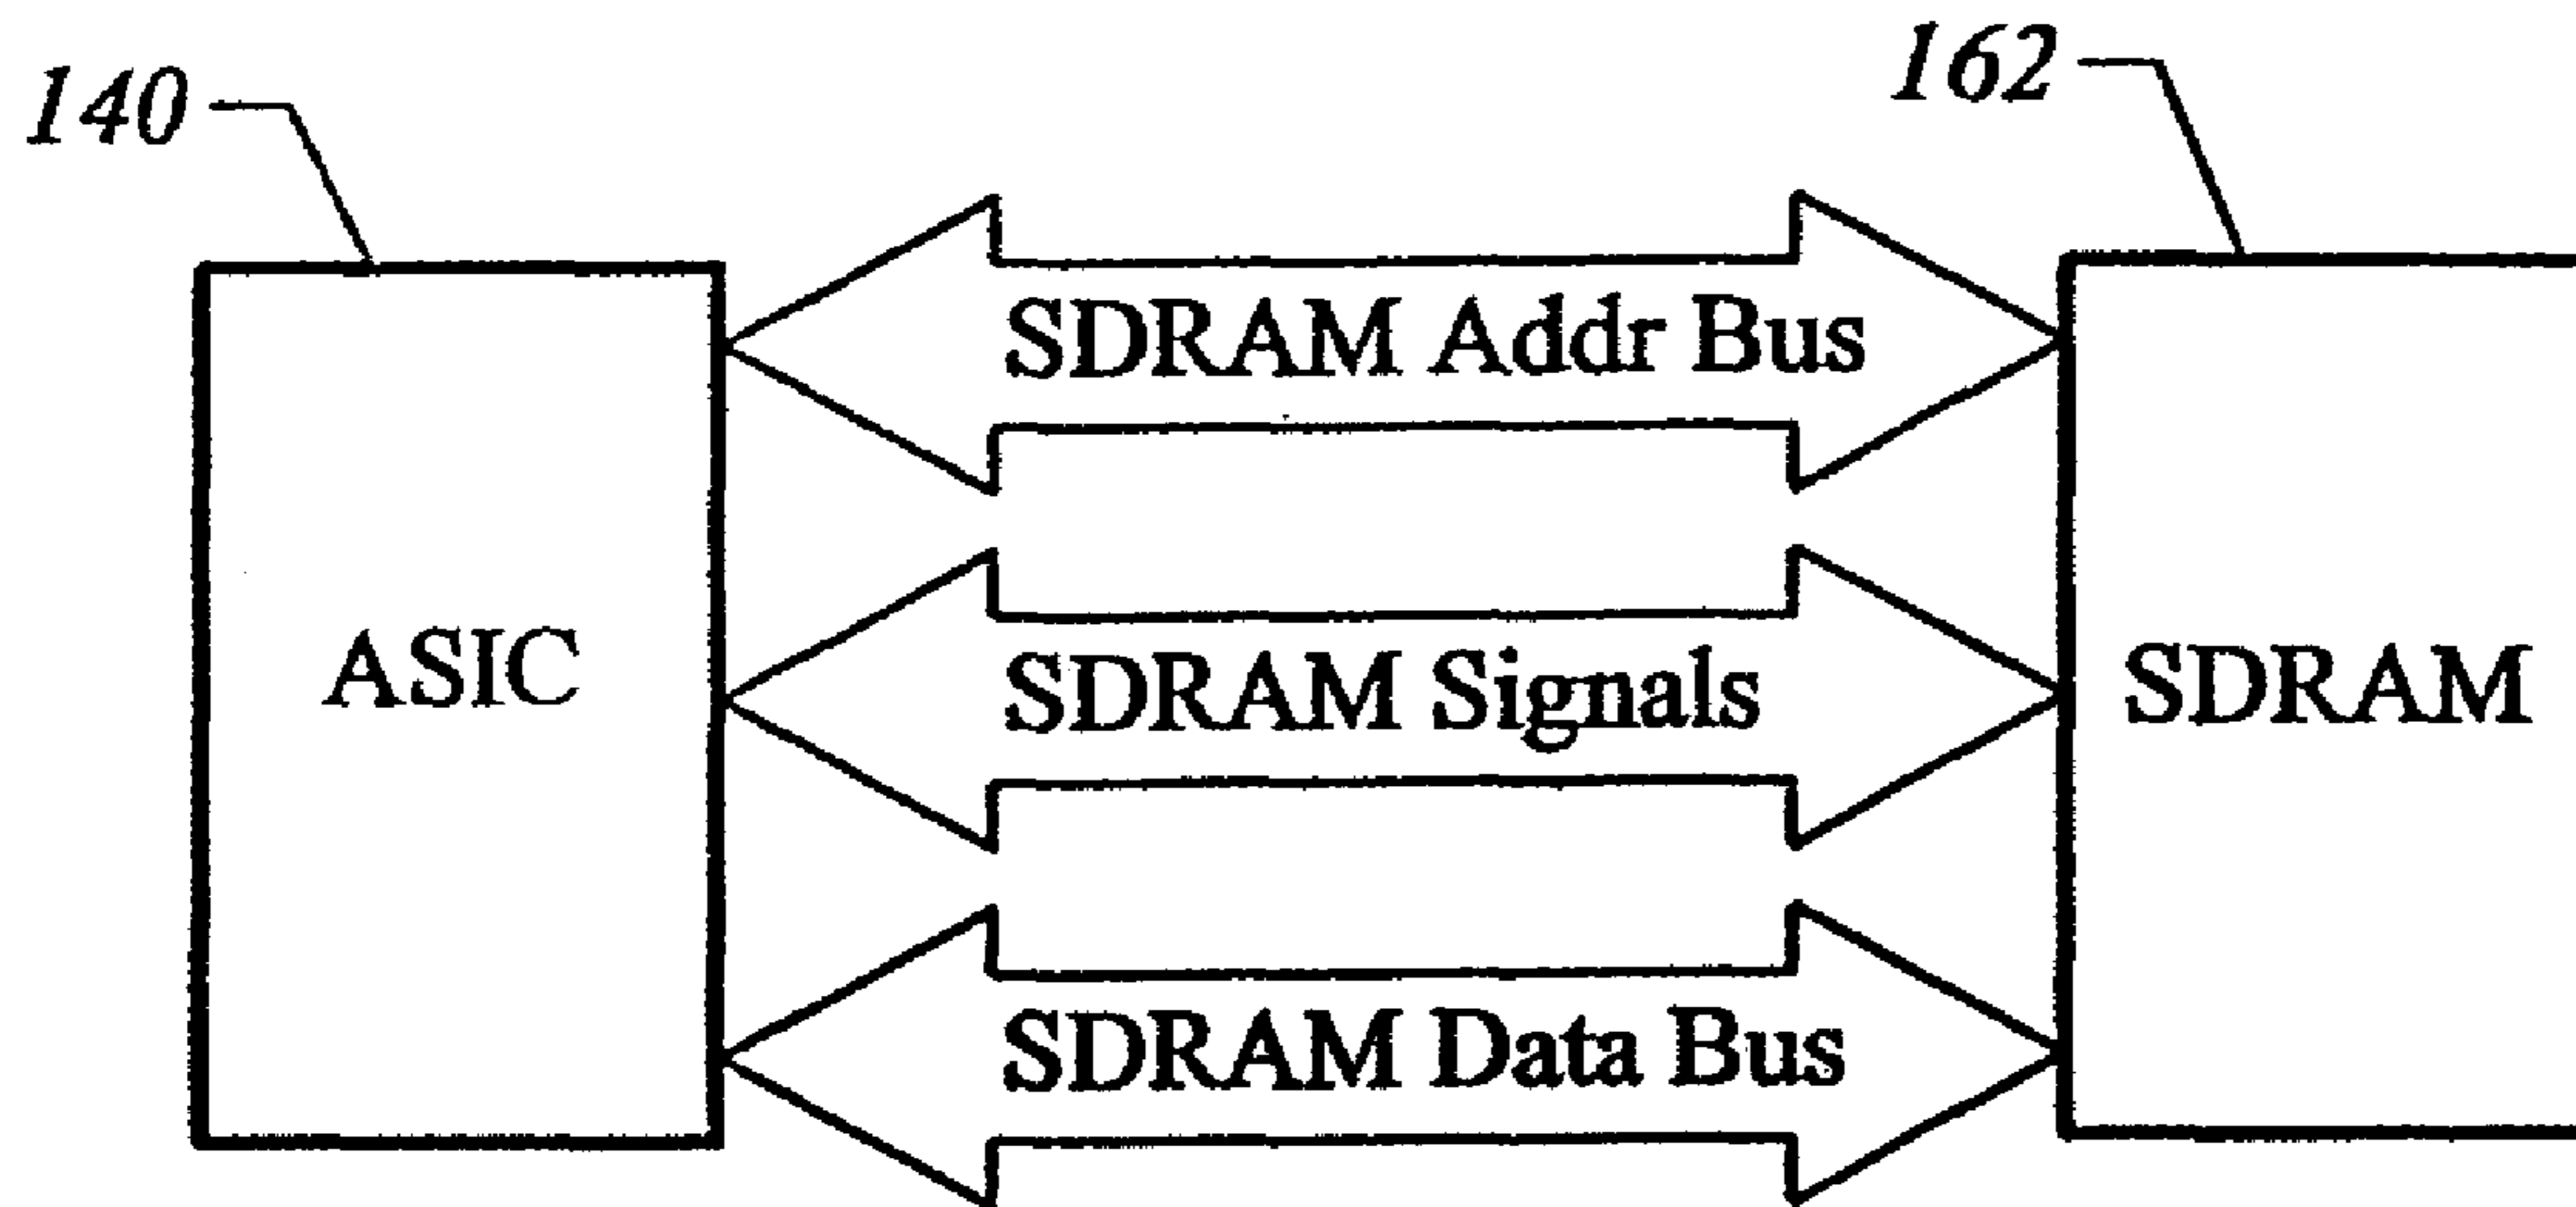 140
162
SDRAM Addr Bus
ASIC
SDRAM Signals
SDRAM
SDRAM Data Bus